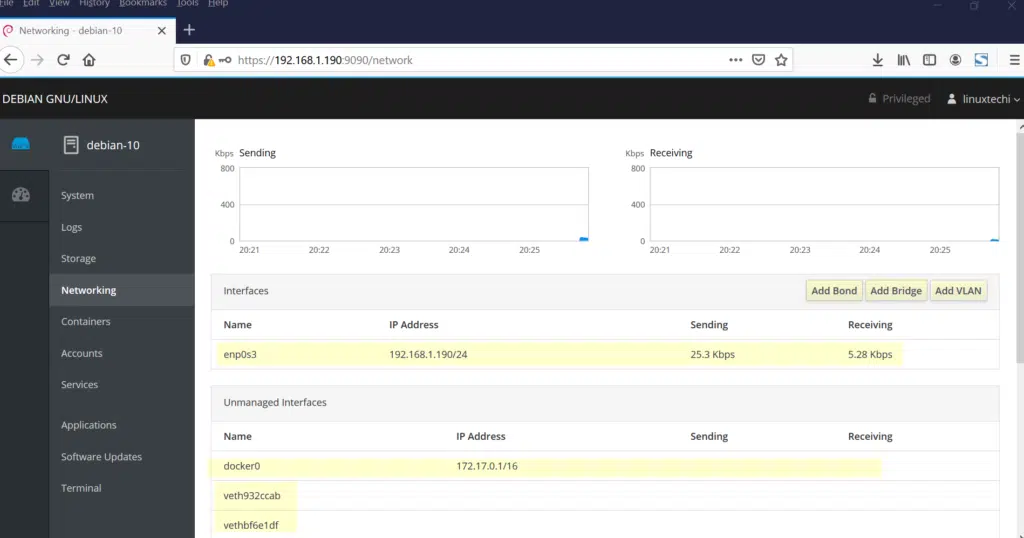 File Edit View History Bookmarks Tools Help
Networking - debian-10
https://192.168.1.190:9090/network
DEBIAN GNU/LINUX
Privileged
linuxtechi
debian-10
System
Logs
Storage
Networking
Containers
Accounts
Services
Applications
Software Updates
Terminal
Kbps Sending
800
400
0
20:21 20:22 20:23 20:24 20:25
Kbps Receiving
800
400
0
20:21 20:22 20:23 20:24 20:25
Interfaces
Add Bond Add Bridge Add VLAN
Name IP Address Sending Receiving
enp0s3 192.168.1.190/24 25.3 Kbps 5.28 Kbps
Unmanaged Interfaces
Name IP Address Sending Receiving
docker0 172.17.0.1/16
veth932ccab
vethbf6e1df